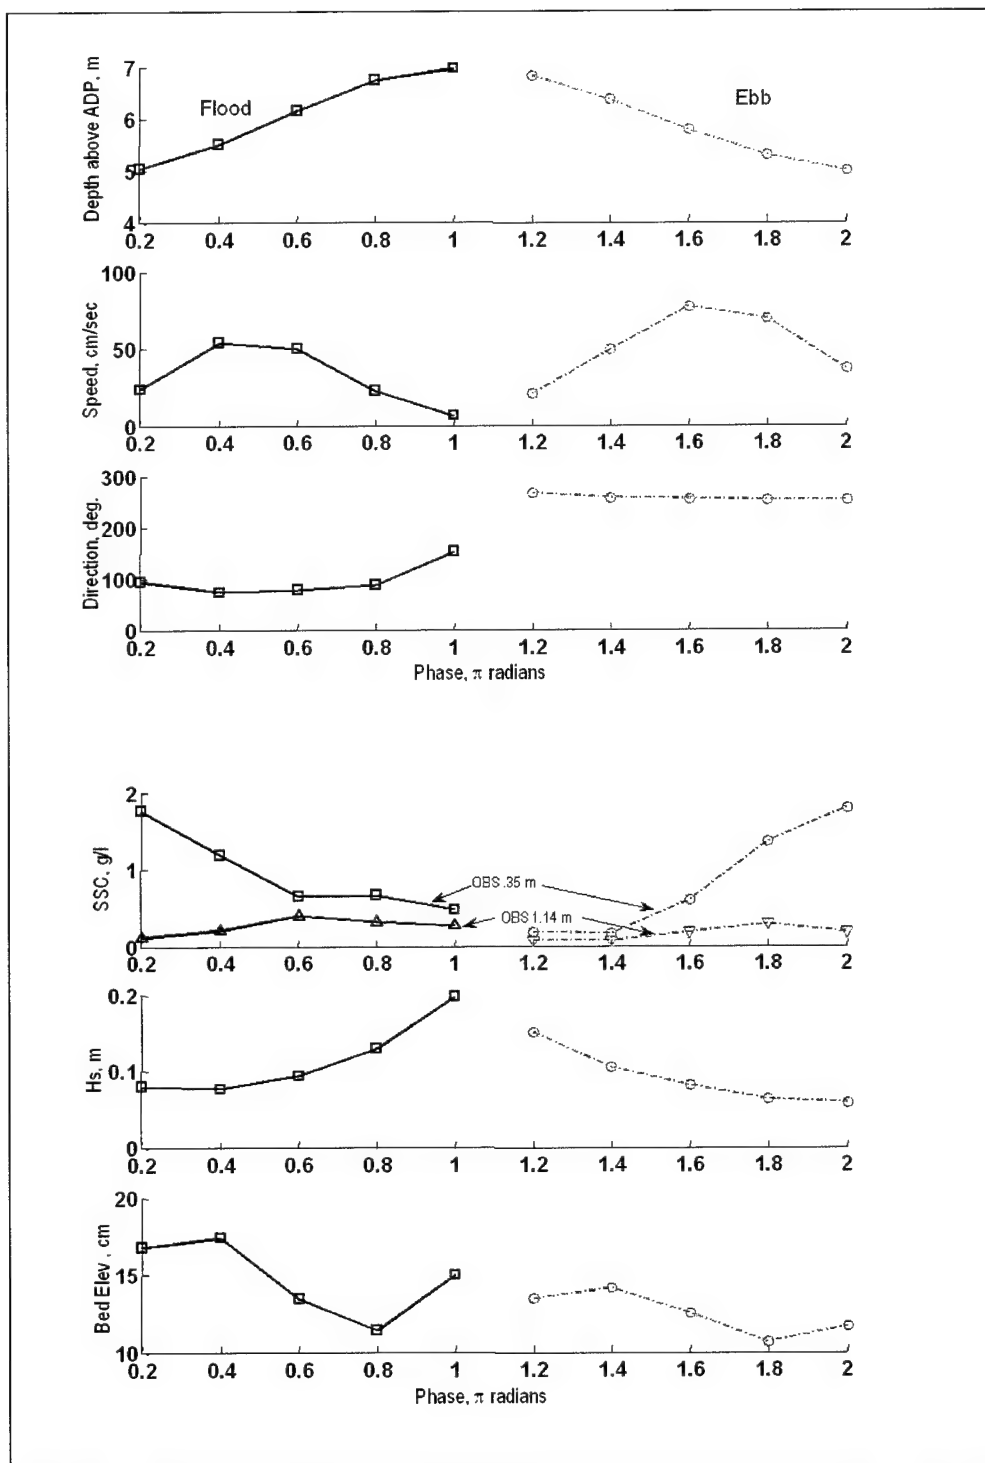 Depth above ADP, m
7
6
5
4
Flood
Ebb
0.2 0.4 0.6 0.8 1 1.2 1.4 1.6 1.8 2
Speed, cm/sec
100
50
0
0.2 0.4 0.6 0.8 1 1.2 1.4 1.6 1.8 2
Direction, deg.
300
200
100
0
0.2 0.4 0.6 0.8 1 1.2 1.4 1.6 1.8 2
Phase, π radians
SSC, g/l
2
1
0
OBS .35 m
OBS 1.14 m
0.2 0.4 0.6 0.8 1 1.2 1.4 1.6 1.8 2
Hs, m
0.2
0.1
0
0.2 0.4 0.6 0.8 1 1.2 1.4 1.6 1.8 2
Bed Elev , cm
20
15
10
0.2 0.4 0.6 0.8 1 1.2 1.4 1.6 1.8 2
Phase, π radians